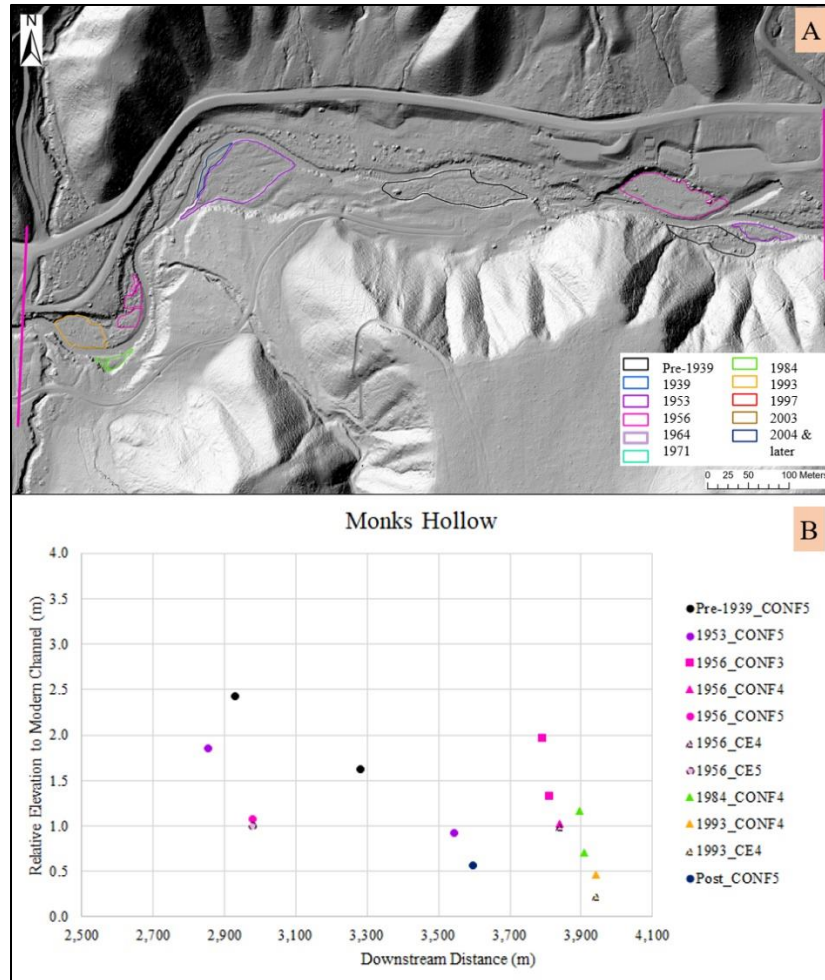 N
A
Pre-1939
1984
1939
1993
1953
1997
1956
2003
1964
2004 &
1971
later
0 25 50 100 Meters
Monks Hollow
B
Relative Elevation to Modern Channel (m)
4.0
3.5
3.0
2.5
2.0
1.5
1.0
0.5
0.0
2,500 2,700 2,900 3,100 3,300 3,500 3,700 3,900 4,100
Downstream Distance (m)
Pre-1939_CONF5
1953_CONF5
1956_CONF3
1956_CONF4
1956_CONF5
1956_CE4
1956_CE5
1984_CONF4
1993_CONF4
1993_CE4
Post_CONF5